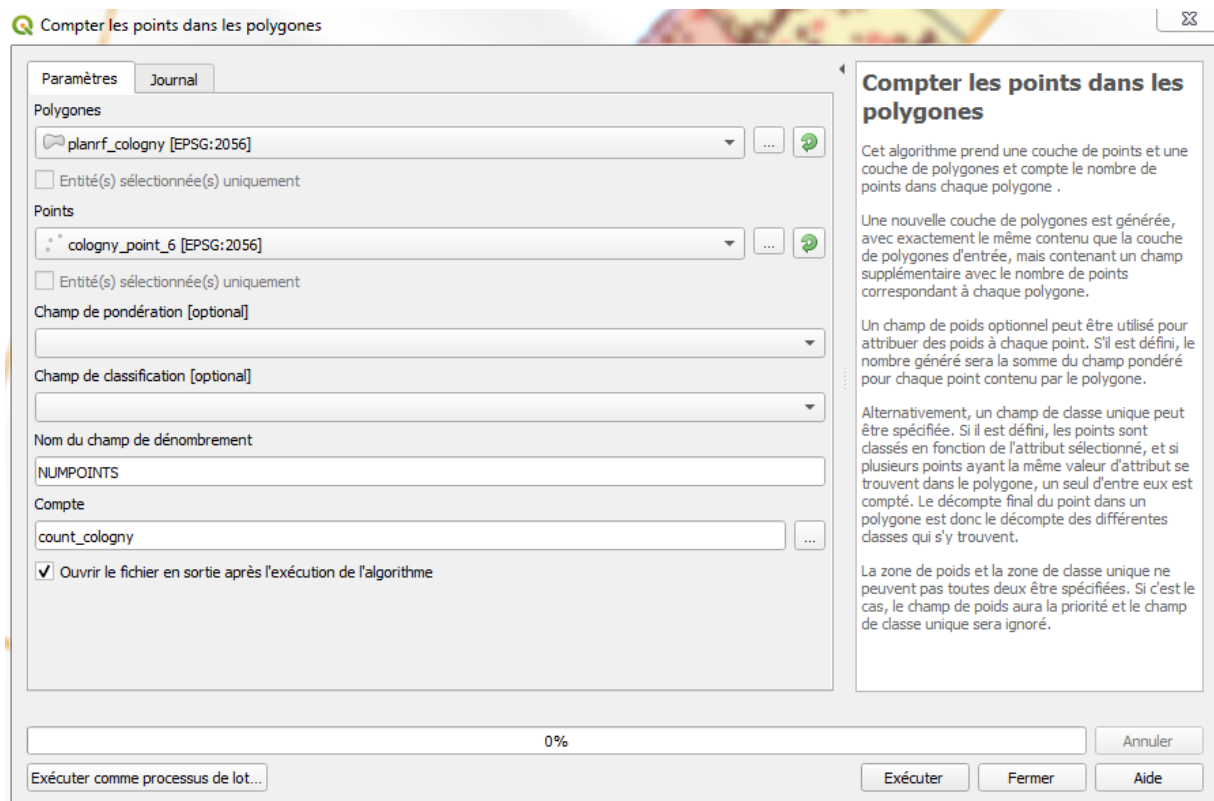 Compter les points dans les polygones
Paramètres
Journal
Polygones
planrf_cologny [EPSG:2056]
...
Entité(s) sélectionnée(s) uniquement
Points
cologny_point_6 [EPSG:2056]
...
Entité(s) sélectionnée(s) uniquement
Champ de pondération [optional]
Champ de classification [optional]
Nom du champ de dénombrement
NUMPOINTS
Compte
count_cologny
...
Ouvrir le fichier en sortie après l'exécution de l'algorithme
Compter les points dans les
polygones
Cet algorithme prend une couche de points et une
couche de polygones et compte le nombre de
points dans chaque polygone .
Une nouvelle couche de polygones est générée,
avec exactement le même contenu que la couche
de polygones d'entrée, mais contenant un champ
supplémentaire avec le nombre de points
correspondant à chaque polygone.
Un champ de poids optionnel peut être utilisé pour
attribuer des poids à chaque point. S'il est défini, le
nombre généré sera la somme du champ pondéré
pour chaque point contenu par le polygone.
Alternativement, un champ de classe unique peut
être spécifiée. Si il est défini, les points sont
classés en fonction de l'attribut sélectionné, et si
plusieurs points ayant la même valeur d'attribut se
trouvent dans le polygone, un seul d'entre eux est
compté. Le décompte final du point dans un
polygone est donc le décompte des différentes
classes qui s'y trouvent.
La zone de poids et la zone de classe unique ne
peuvent pas toutes deux être spécifiées. Si c'est le
cas, le champ de poids aura la priorité et le champ
de classe unique sera ignoré.
0%
Annuler
Exécuter comme processus de lot...
Exécuter
Fermer
Aide